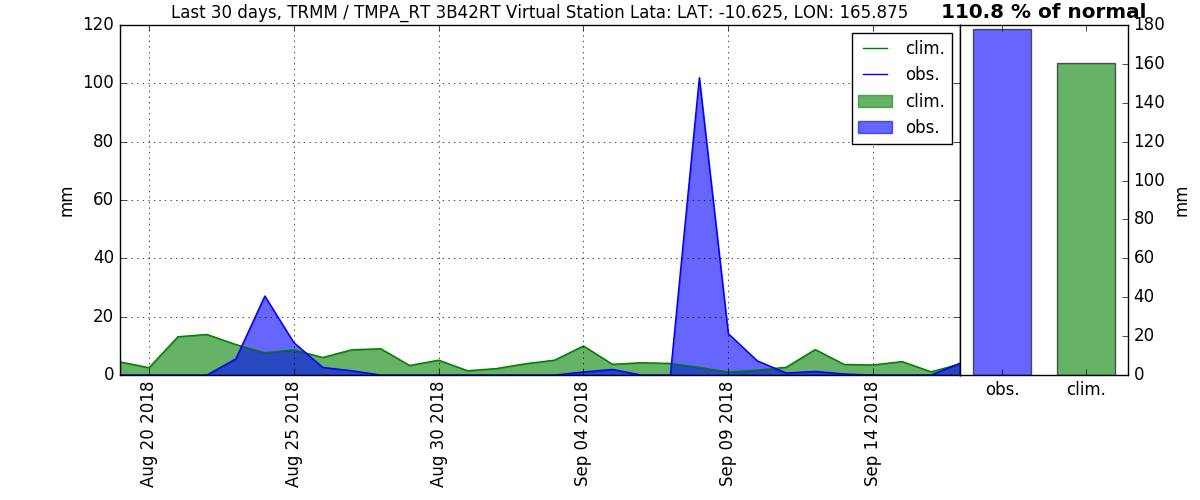 Last 30 days, TRMM / TMPA_RT 3B42RT Virtual Station Lata: LAT: -10.625, LON: 165.875
110.8 % of normal
mm
120
100
80
60
40
20
0
clim.
obs.
clim.
obs.
Aug 20 2018
Aug 25 2018
Aug 30 2018
Sep 04 2018
Sep 09 2018
Sep 14 2018
180
160
140
120
100
80
60
40
20
0
mm
obs.
clim.